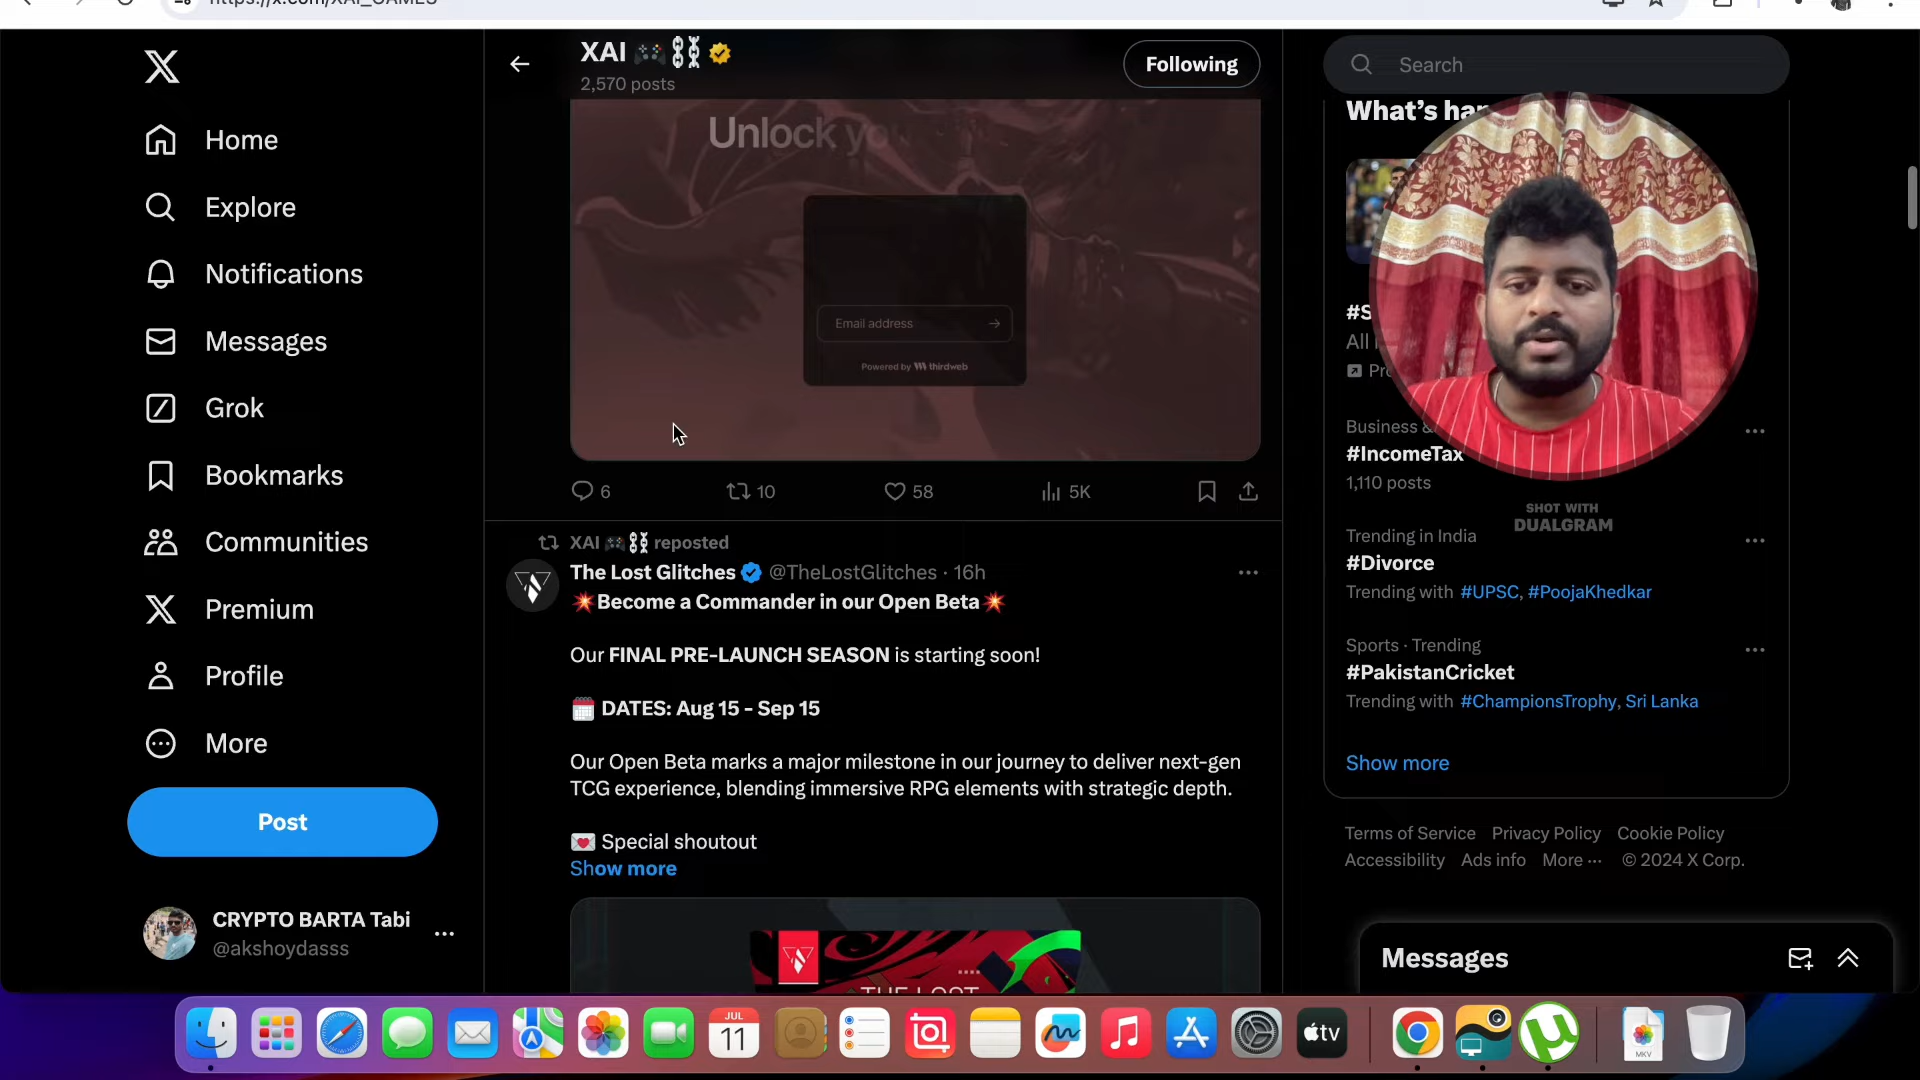 XAI 🎮⛓️
2,570 posts
Following
Search
Home
Explore
Notifications
Messages
Grok
Bookmarks
Communities
Premium
Profile
More
Post
CRYPTO BARTA Tabi
@akshoydasss
Unlock yo
Email address
Powered by thirdweb
6
10
58
5K
XAI 🎮⛓️ reposted
The Lost Glitches @TheLostGlitches · 16h
💥Become a Commander in our Open Beta💥
Our FINAL PRE-LAUNCH SEASON is starting soon!
🗓️ DATES: Aug 15 - Sep 15
Our Open Beta marks a major milestone in our journey to deliver next-gen
TCG experience, blending immersive RPG elements with strategic depth.
💌 Special shoutout
Show more
What's
Business
#IncomeTax
1,110 posts
SHOT WITH
DUALGRAM
Trending in India
#Divorce
Trending with #UPSC, #PoojaKhedkar
Sports · Trending
#PakistanCricket
Trending with #ChampionsTrophy, Sri Lanka
Show more
Terms of Service Privacy Policy Cookie Policy
Accessibility Ads info More ··· © 2024 X Corp.
Messages
JUL
11
tv
MKV